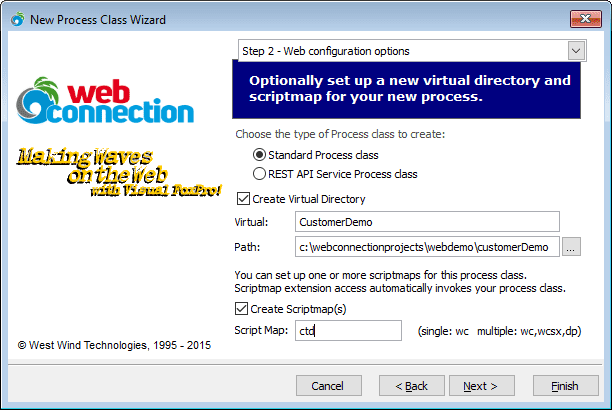 New Process Class Wizard
Step 2 - Web configuration options
Optionally set up a new virtual directory and
scriptmap for your new process.
web
connection
Making Waves
on the Web
with Visual FoxPro!
Choose the type of Process class to create:
Standard Process class
REST API Service Process class
Create Virtual Directory
Virtual: CustomerDemo
Path: c:\webconnectionprojects\webdemo\customerDemo ...
You can set up one or more scriptmaps for this process class.
Scriptmap extension access automatically invokes your process class.
Create Scriptmap(s)
Script Map: ctd (single: wc multiple: wc,wcsx,dp)
© West Wind Technologies, 1995 - 2015
Cancel < Back Next > Finish